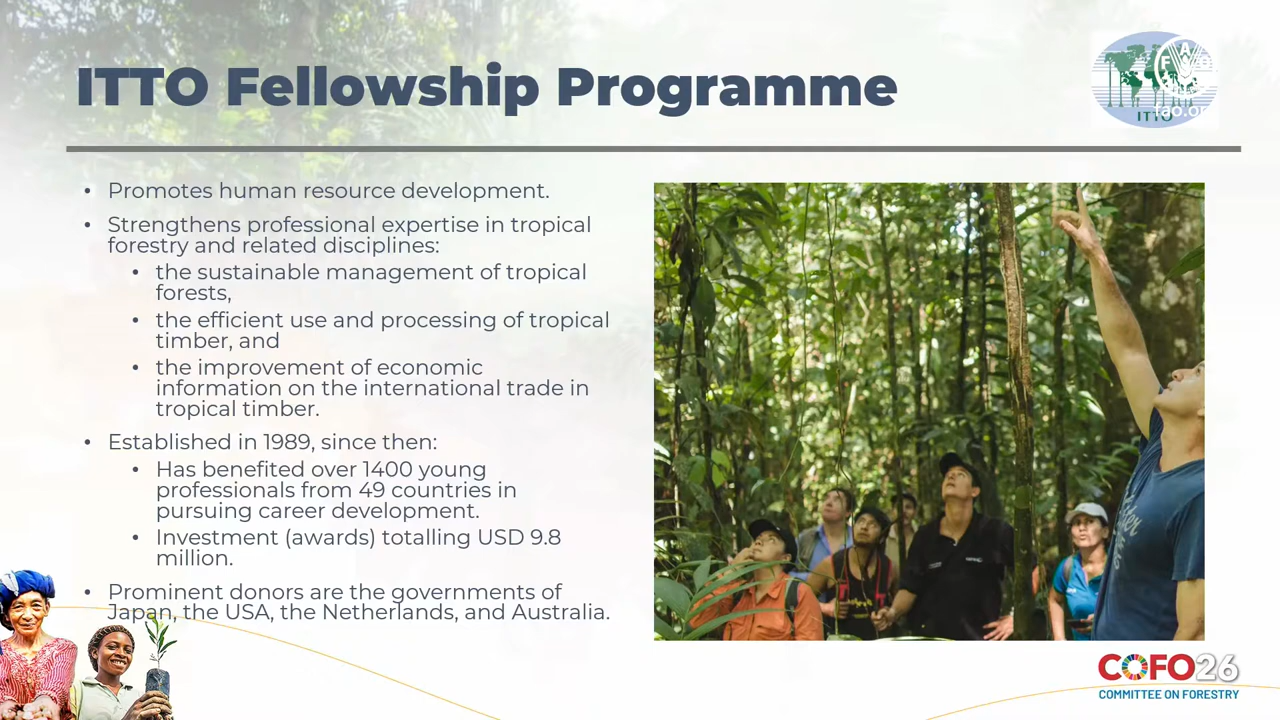 ITTO Fellowship Programme
FAO
fao.o
ITTO
• Promotes human resource development.
• Strengthens professional expertise in tropical
forestry and related disciplines:
• the sustainable management of tropical
forests,
• the efficient use and processing of tropical
timber, and
• the improvement of economic
information on the international trade in
tropical timber.
• Established in 1989, since then:
• Has benefited over 1400 young
professionals from 49 countries in
pursuing career development.
• Investment (awards) totalling USD 9.8
million.
• Prominent donors are the governments of
Japan, the USA, the Netherlands, and Australia.
COFO26
COMMITTEE ON FORESTRY